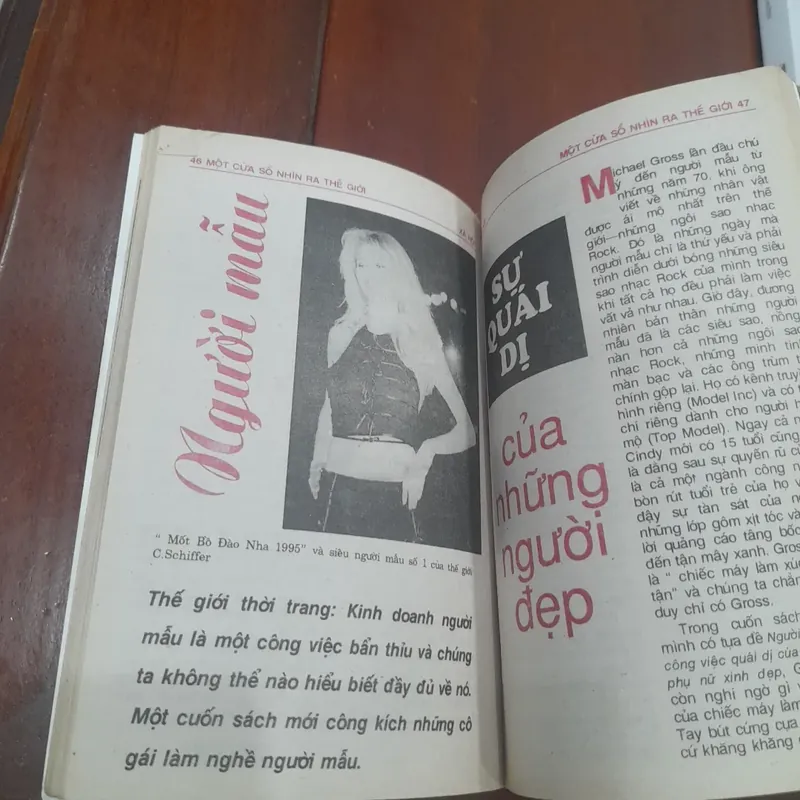 46 MỘT CỬA SỔ NHÌN RA THẾ GIỚI
Người mẫu
" Mốt Bồ Đào Nha 1995" và siêu người mẫu số 1 của thế giới
C.Schiffer
Thế giới thời trang: Kinh doanh người
mẫu là một công việc bẩn thỉu và chúng
ta không thể nào hiểu biết đầy đủ về nó.
Một cuốn sách mới công kích những cô
gái làm nghề người mẫu.
MỘT CỬA SỔ NHÌN RA THẾ GIỚI 47
SỰ
QUÁI
DỊ
của
những
người
đẹp
Michael Gross lần đầu chú
ý đến người mẫu từ
những năm 70, khi ông
viết về những nhân vật
được ái mộ nhất trên thế
giới—những ngôi sao nhạc
Rock. Đó là những ngày mà
người mẫu chỉ là thứ yếu và phải
trình diễn dưới bóng những siêu
sao nhạc Rock của mình trong
khi tất cả họ đều phải làm việc
vất vả như nhau. Giờ đây, đương
nhiên bản thân những người
mẫu đã là các siêu sao, nồng
nàn hơn cả những ngôi sao
nhạc Rock, những minh tinh
màn bạc và các ông trùm
chính gộp lại. Họ có kênh truyền
hình riêng (Model Inc) và có
chí riêng dành cho người
mộ (Top Model). Ngay cả
Cindy mới có 15 tuổi cũng
là đằng sau sự quyến rũ
là cả một ngành công
bòn rút tuổi trẻ của họ
dậy sự tàn sát của
những lớp gôm xịt tóc và
lời quảng cáo tâng bốc
đến tận mây xanh. Gross
là " chiếc máy làm
tận" và chúng ta chẳng
duy chỉ có Gross.
Trong cuốn sách
mình có tựa đề Người
công việc quái dị của
phụ nữ xinh đẹp,
còn nghi ngờ gì
của chiếc máy làm
Tay bút cứng cựa
cứ khăng khăng